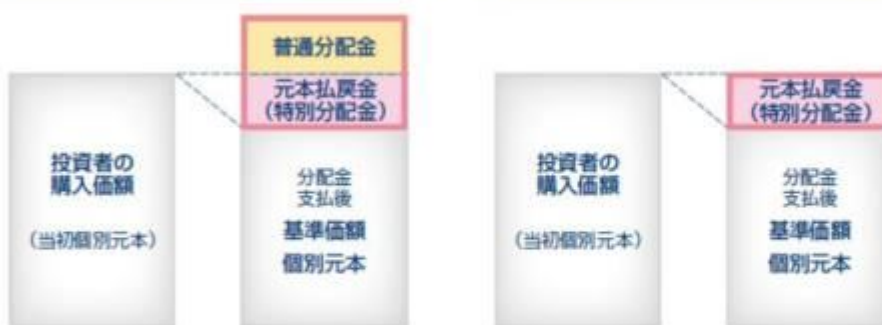 普通分配金
元本払戻金
（特別分配金）
投資者の
購入価額
（当初個別元本）
分配金
支払後
基準価額
個別元本
元本払戻金
（特別分配金）
投資者の
購入価額
（当初個別元本）
分配金
支払後
基準価額
個別元本